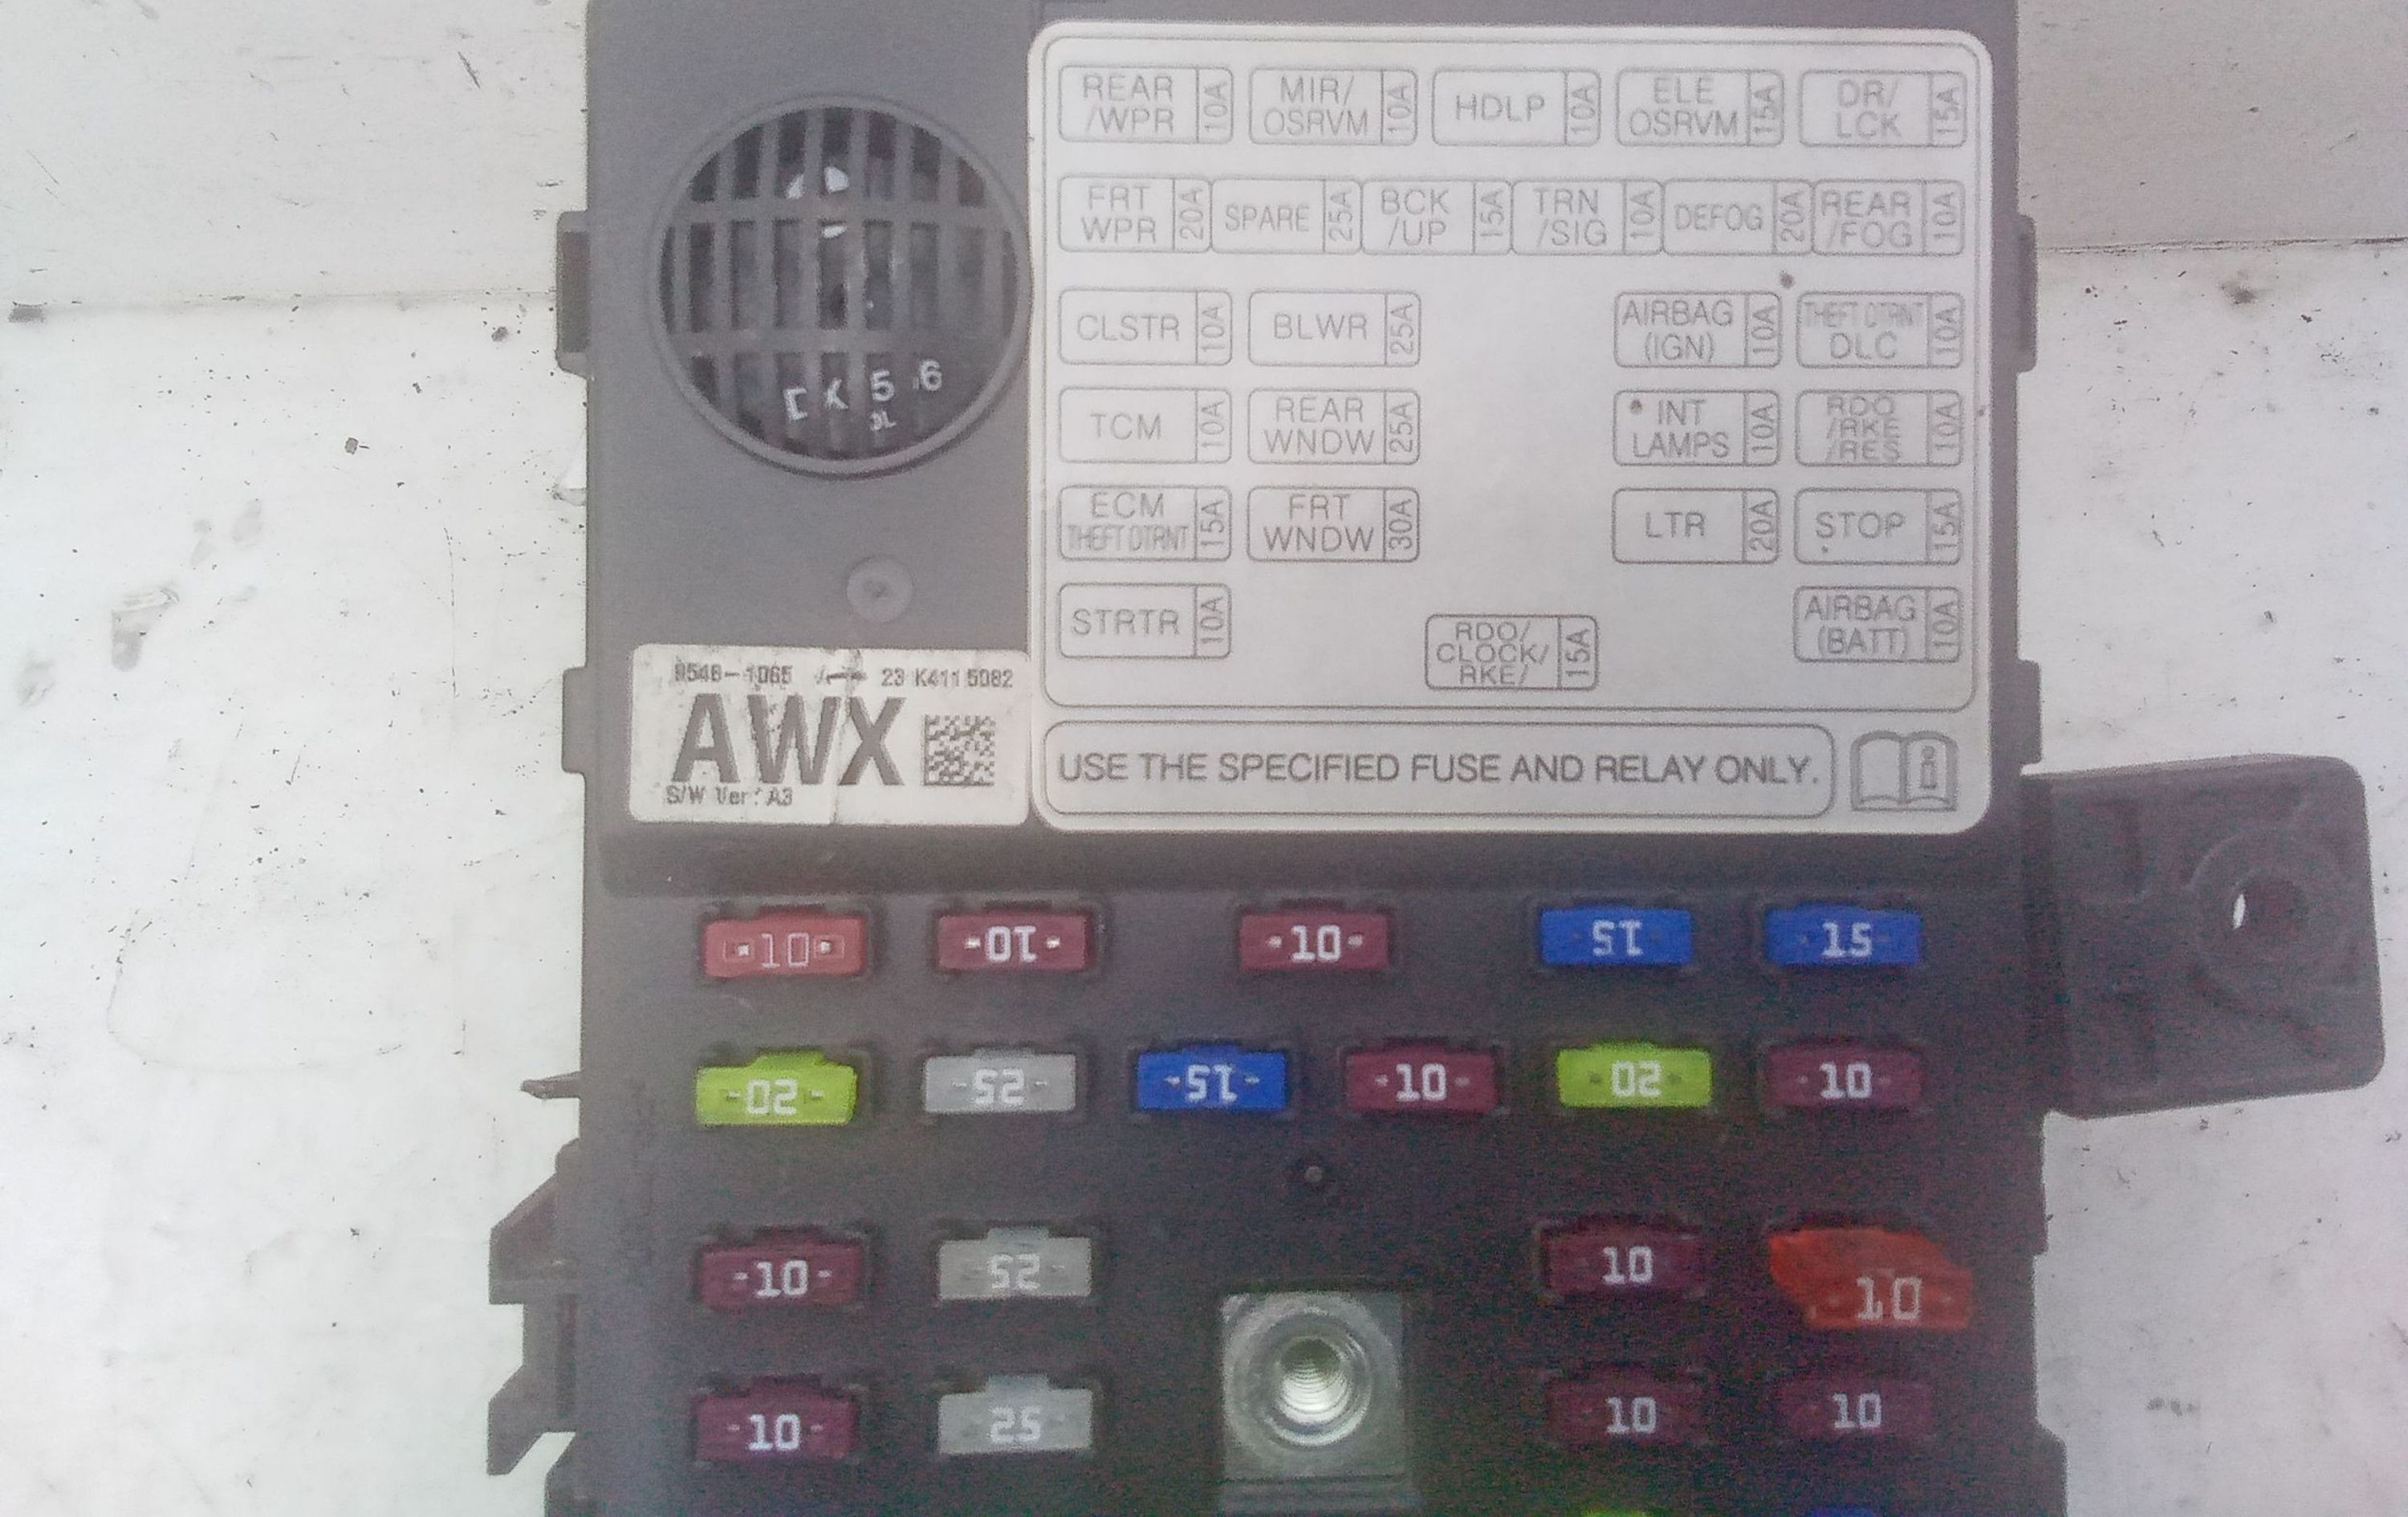 REAR /WPR 10A MIR/ OSRVM 10A HDLP 10A ELE OSRVM 15A DR/ LCK 15A
FRT WPR 20A SPARE 25A BCK /UP 15A TRN /SIG 10A DEFOG 20A REAR /FOG 10A
CLSTR 10A BLWR 25A AIRBAG (IGN) 10A THEFT DTRNT DLC 10A
TCM 10A REAR WNDW 25A INT LAMPS 10A RDO /RKE /RES 10A
ECM THEFT DTRNT 15A FRT WNDW 30A LTR 20A STOP 15A
STRTR 10A RDO/ CLOCK/ RKE/ 15A AIRBAG (BATT) 10A
USE THE SPECIFIED FUSE AND RELAY ONLY.
K 5 .6
23 K411 5082
AWX
S/W Ver: A3
10 10 10 15 15
20 25 15 10 20 10
10 25 10 10
10 25 10 10